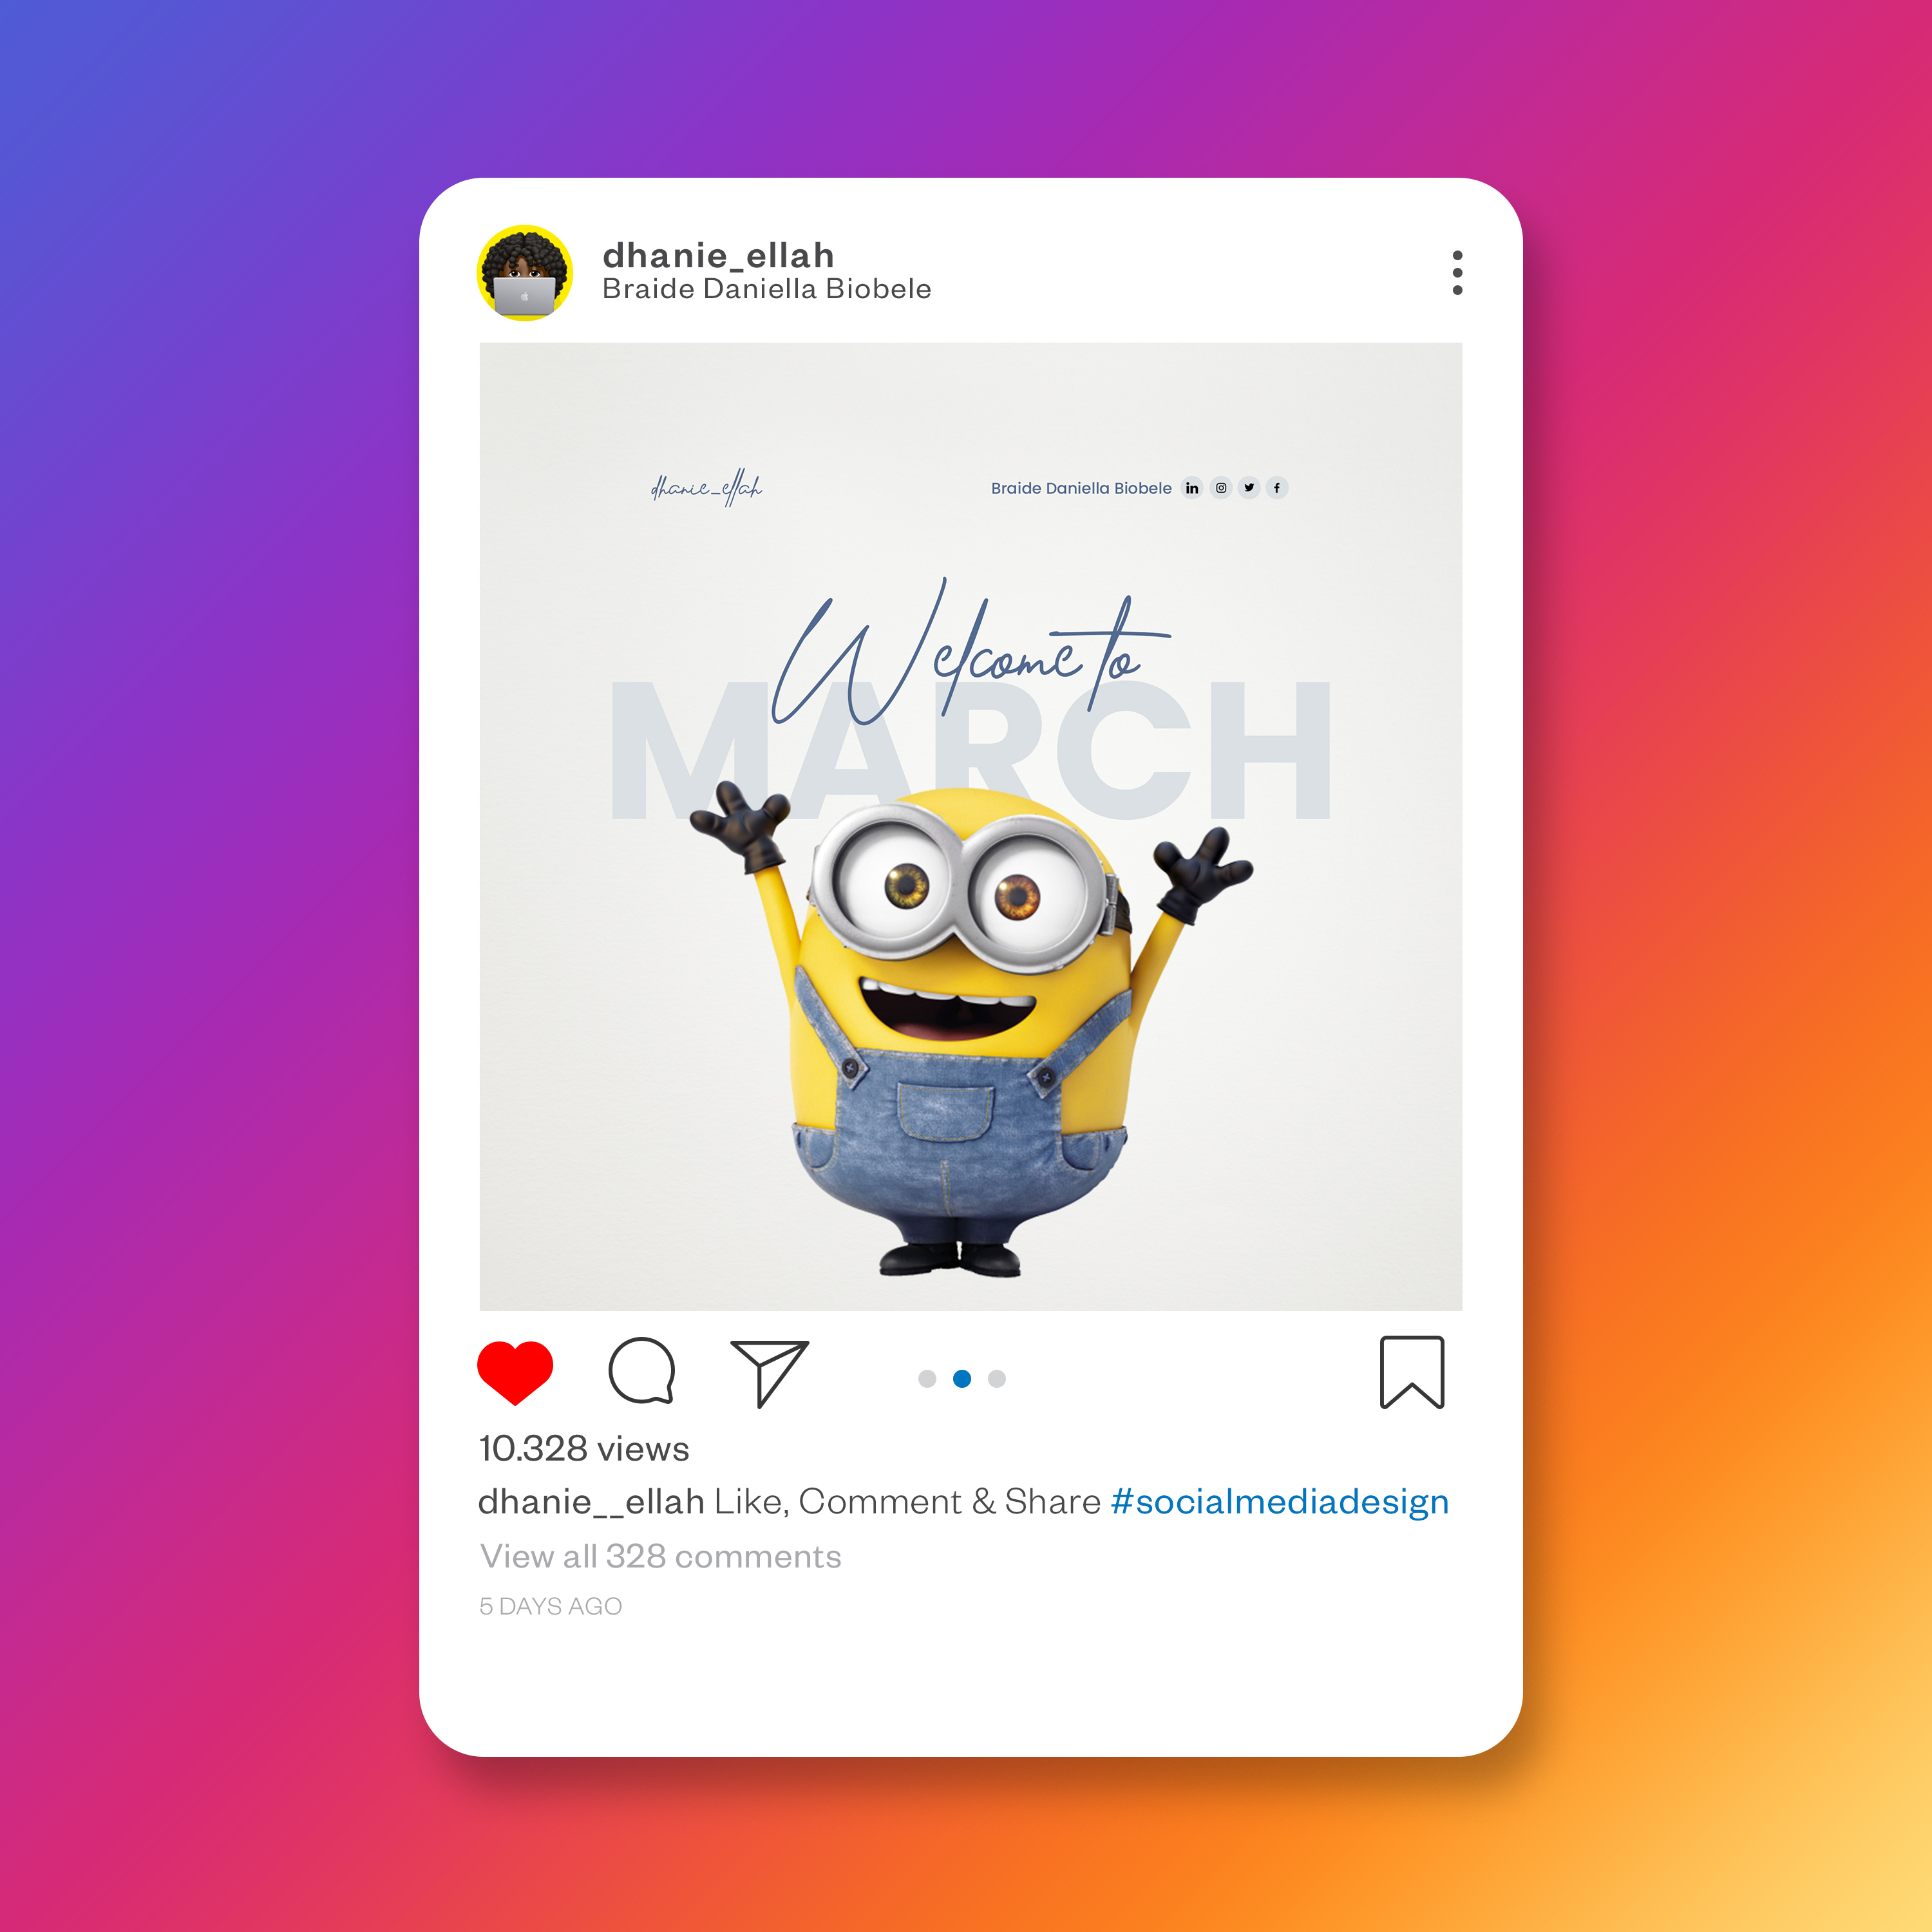 dhanie_ellah
Braide Daniella Biobele
dhanie_ellah
Braide Daniella Biobele
Welcome to
MARCH
10.328 views
dhanie__ellah Like, Comment & Share #socialmediadesign
View all 328 comments
5 DAYS AGO